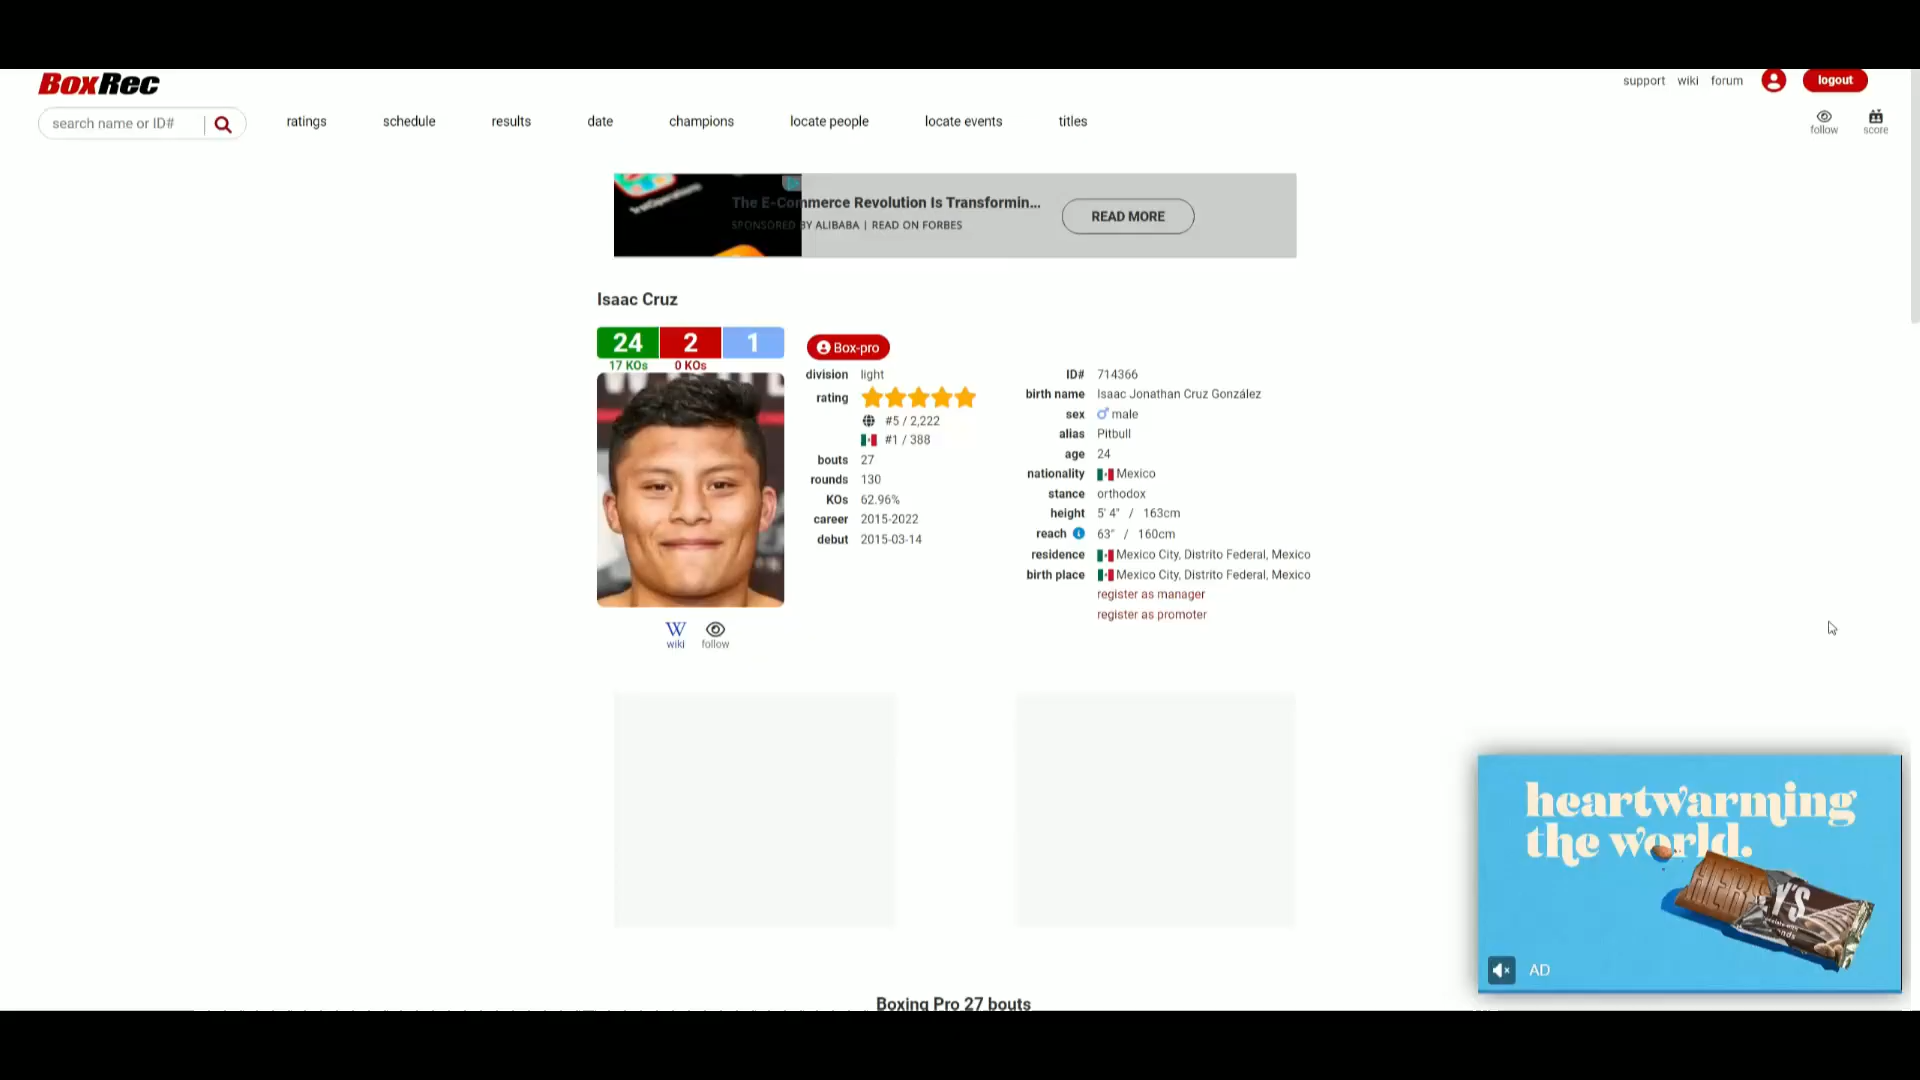 BoxRec
support wiki forum logout
search name or ID#
ratings schedule results date champions locate people locate events titles
follow score
The E-Commerce Revolution Is Transformin...
SPONSORED BY ALIBABA | READ ON FORBES
READ MORE
Isaac Cruz
24 2 1
17 KOs 0 KOs
Box-pro
division light
rating
#5 / 2,222
#1 / 388
bouts 27
rounds 130
KOs 62.96%
career 2015-2022
debut 2015-03-14
ID# 714366
birth name Isaac Jonathan Cruz González
sex male
alias Pitbull
age 24
nationality Mexico
stance orthodox
height 5' 4" / 163cm
reach 63" / 160cm
residence Mexico City, Distrito Federal, Mexico
birth place Mexico City, Distrito Federal, Mexico
register as manager
register as promoter
W
wiki follow
heartwarming
the world.
AD
Boxing Pro 27 bouts